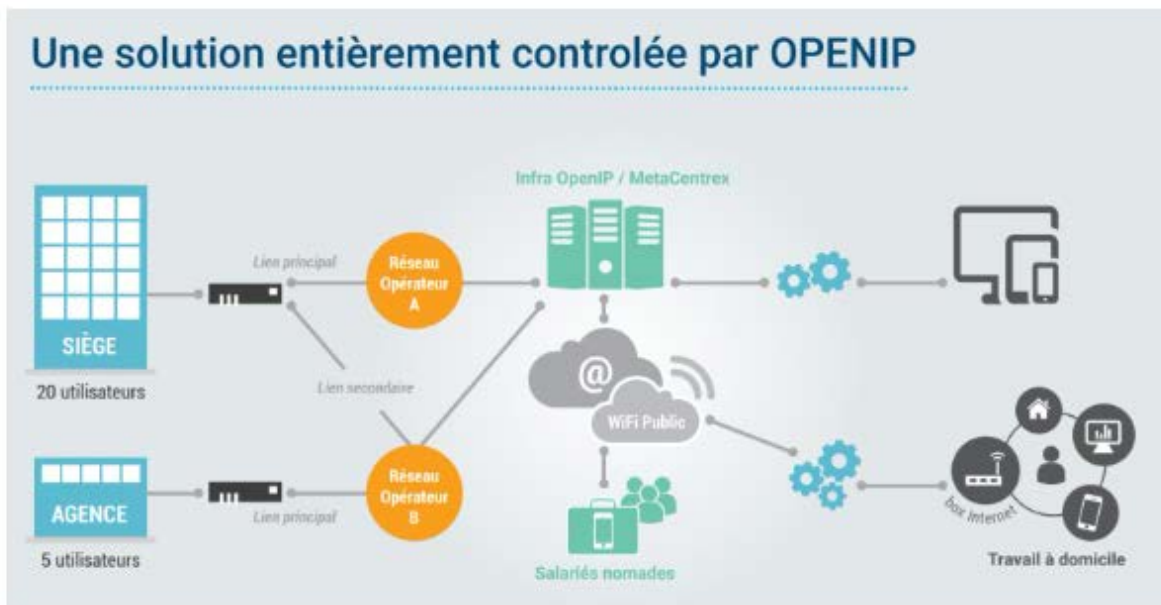 Une solution entièrement controlée par OPENIP
Infra OpenIP / MetaCentrex
Lien principal
Réseau
Opérateur
A
SIÈGE
20 utilisateurs
Lien secondaire
@
WiFi Public
Réseau
Opérateur
B
AGENCE
Lien principal
5 utilisateurs
Salariés nomades
box internet
Travail à domicile